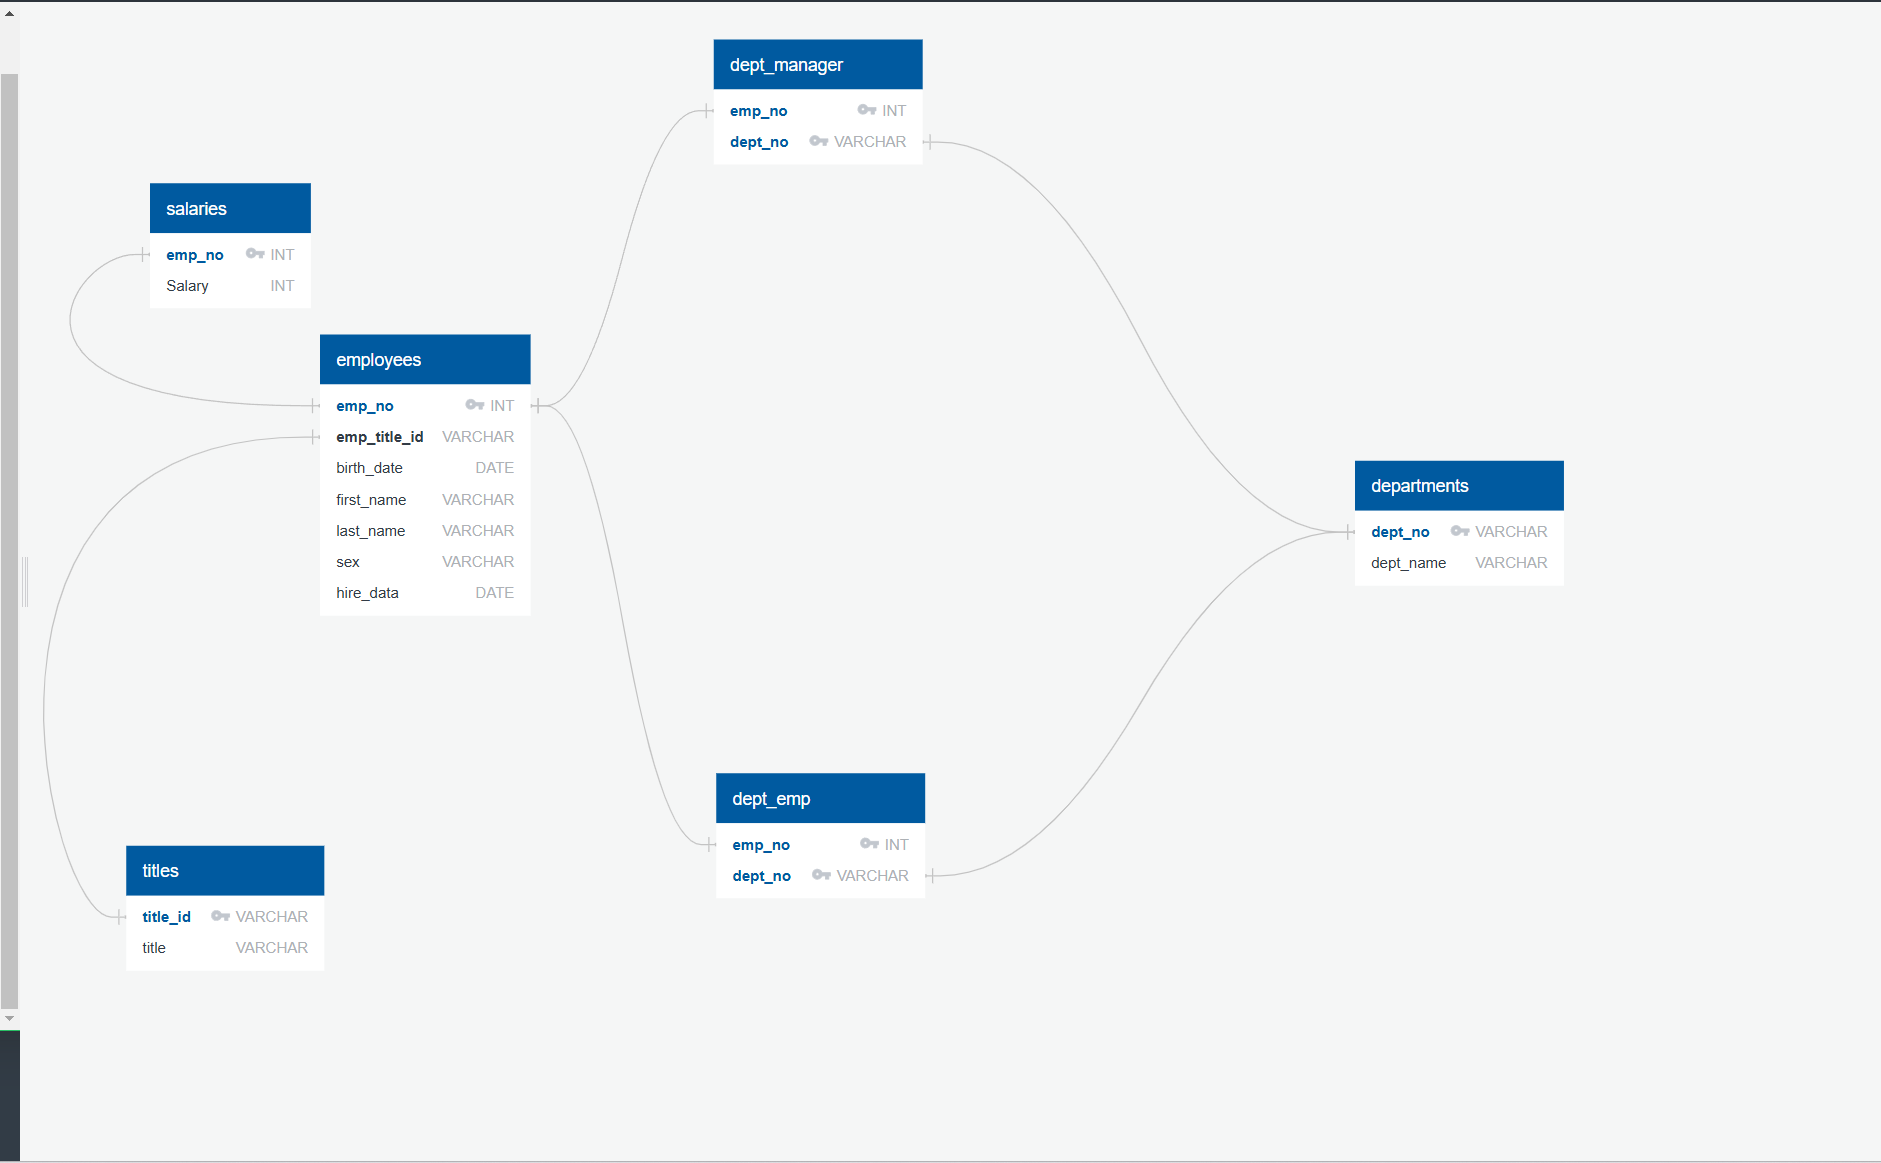 dept_manager
emp_no INT
dept_no VARCHAR
salaries
emp_no INT
Salary INT
employees
emp_no INT
emp_title_id VARCHAR
birth_date DATE
first_name VARCHAR
last_name VARCHAR
sex VARCHAR
hire_data DATE
departments
dept_no VARCHAR
dept_name VARCHAR
dept_emp
emp_no INT
dept_no VARCHAR
titles
title_id VARCHAR
title VARCHAR